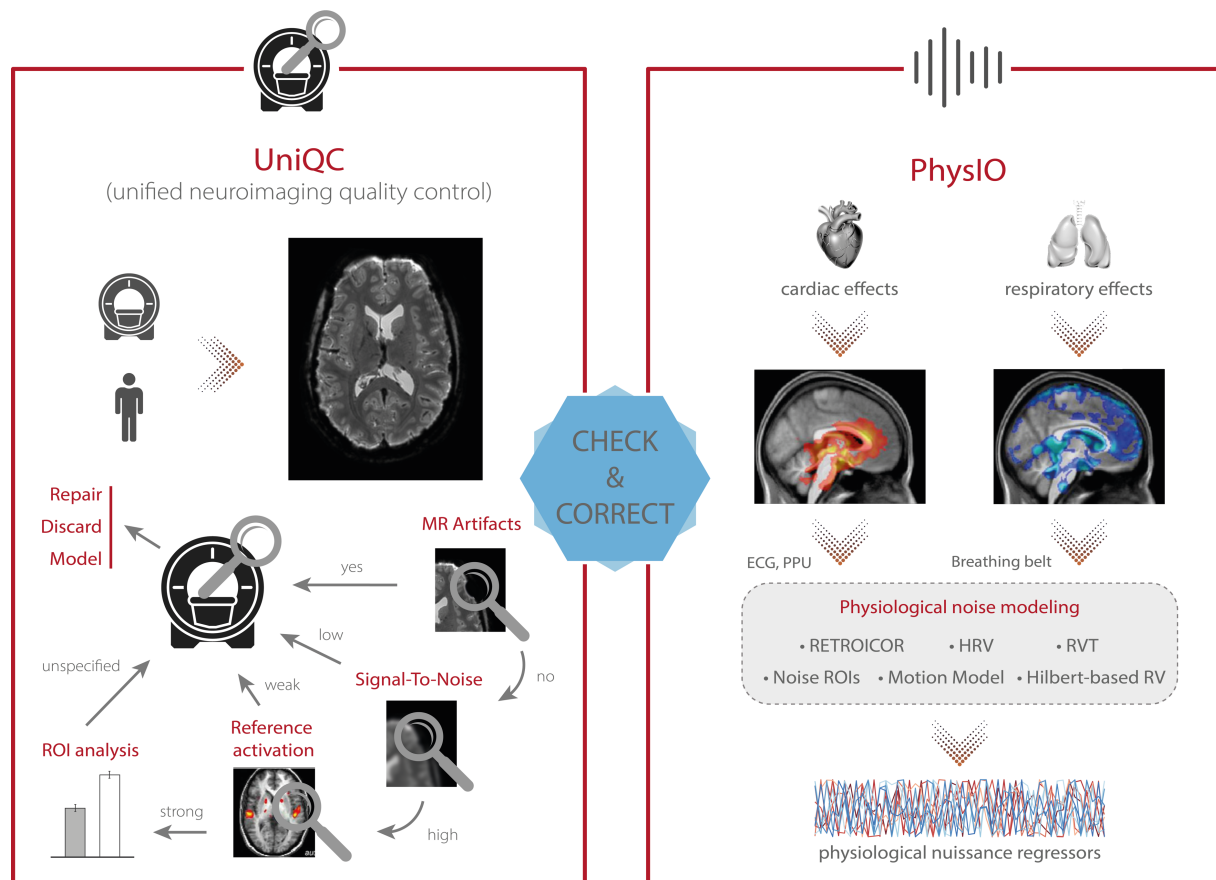 UniQC
(unified neuroimaging quality control)
Repair
Discard
Model
MR Artifacts
yes
low
no
unspecified
weak
Signal-To-Noise
Reference
activation
ROI analysis
strong
high
CHECK
&
CORRECT
PhysIO
cardiac effects
respiratory effects
ECG, PPU
Breathing belt
Physiological noise modeling
• RETROICOR
• HRV
• RVT
• Noise ROIs
• Motion Model
• Hilbert-based RV
physiological nuissance regressors